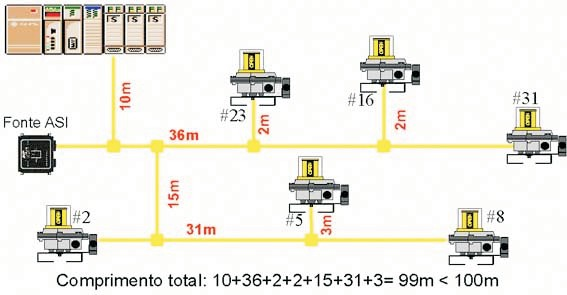 #16
#23
#31
10m
Fonte ASI
36m
2m
2m
15m
#2
#5
#8
31m
3m
Comprimento total: 10+36+2+2+15+31+3= 99m < 100m